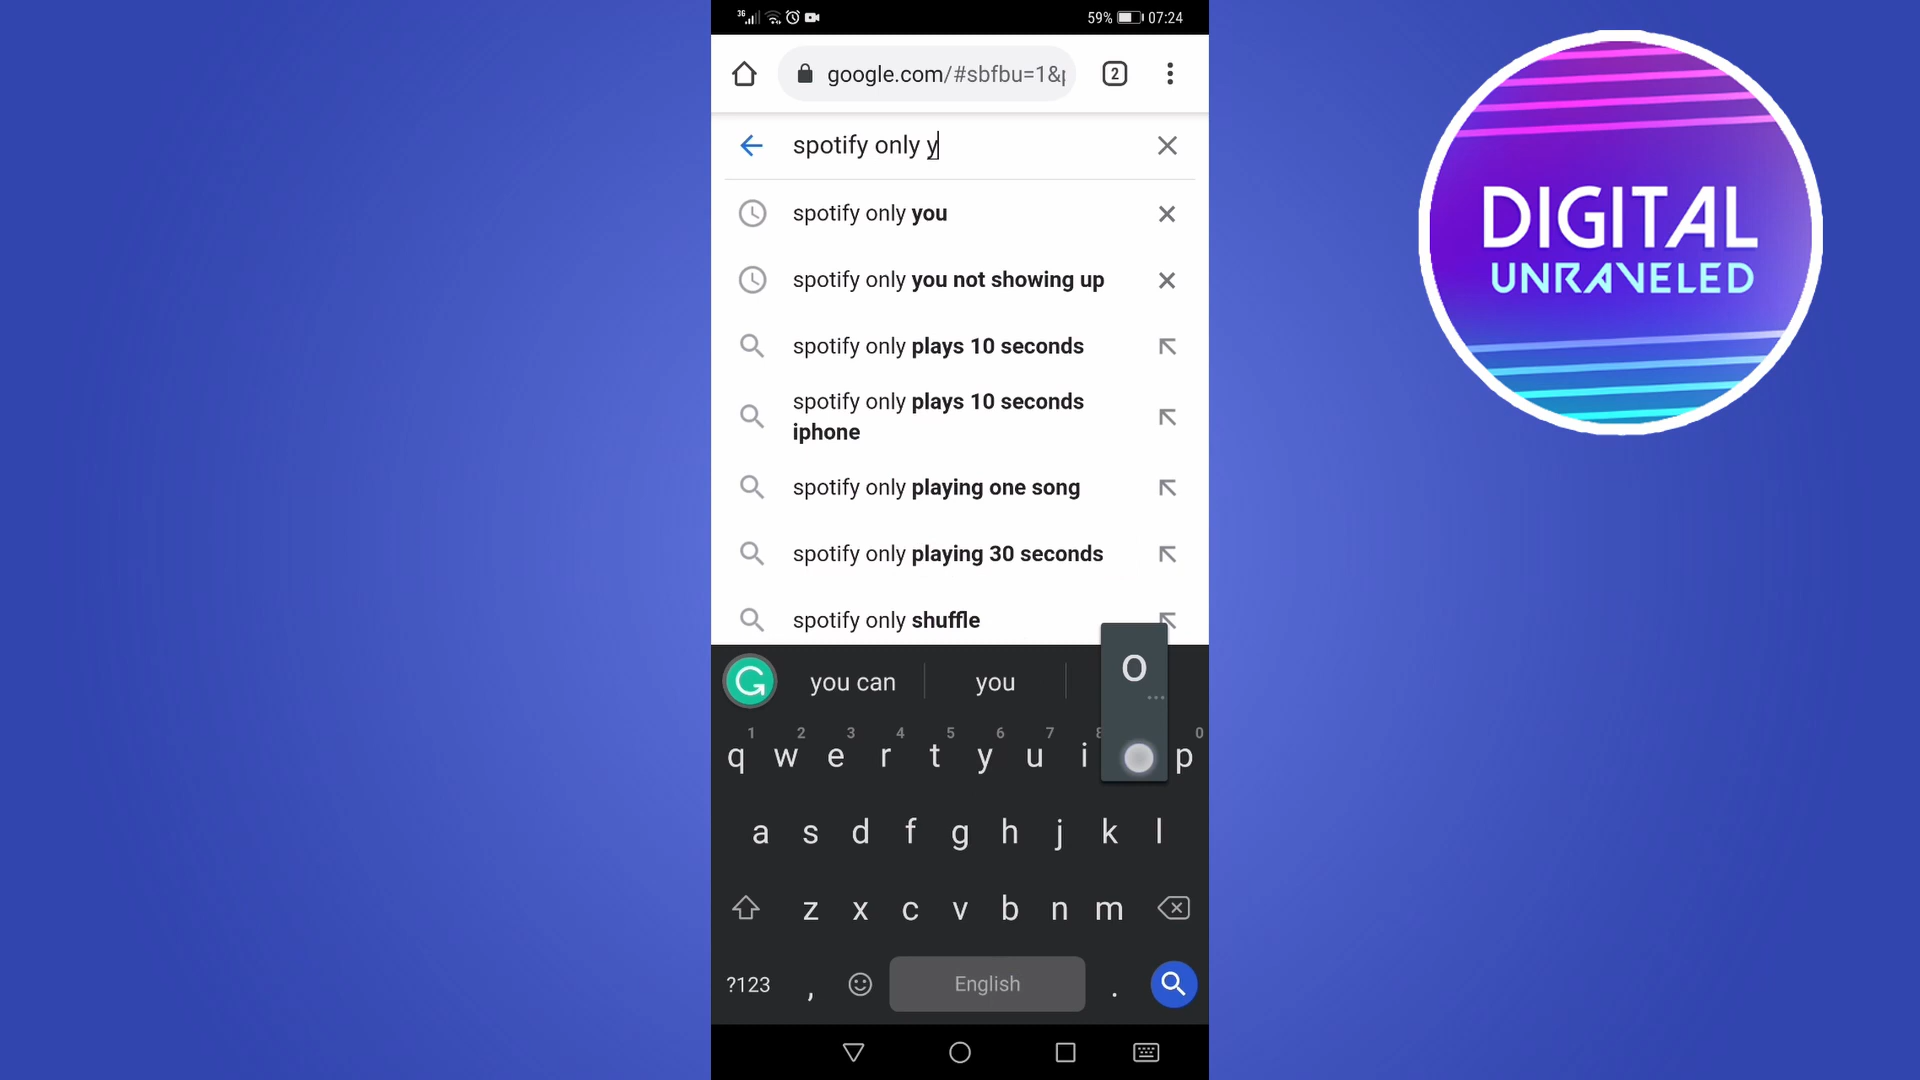 3G
59% 07:24
google.com/#sbfbu=1&
2
spotify only y
spotify only you
spotify only you not showing up
spotify only plays 10 seconds
spotify only plays 10 seconds
iphone
spotify only playing one song
spotify only playing 30 seconds
spotify only shuffle
DIGITAL
UNRAVELED
you can you
o
1 2 3 4 5 6 7 8 0
q w e r t y u i p
a s d f g h j k l
z x c v b n m
?123 , English .